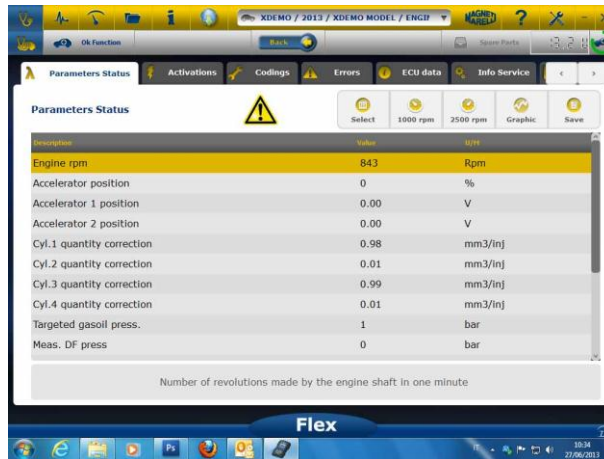 XDEMO / 2013 / XDEMO MODEL / ENGIF
MAGNETI MARELLI
?
Ok Function
Back
Spare Parts
Parameters Status
Activations
Codings
Errors
ECU data
Info Service
Parameters Status
Select
1000 rpm
2500 rpm
Graphic
Save
Description Value U/M
Engine rpm 843 Rpm
Accelerator position 0 %
Accelerator 1 position 0.00 V
Accelerator 2 position 0.00 V
Cyl.1 quantity correction 0.98 mm3/inj
Cyl.2 quantity correction 0.01 mm3/inj
Cyl.3 quantity correction 0.99 mm3/inj
Cyl.4 quantity correction 0.01 mm3/inj
Targeted gasoil press. 1 bar
Meas. DF press 0 bar
Number of revolutions made by the engine shaft in one minute
Flex
Ps
IT
10:34
27/06/2013